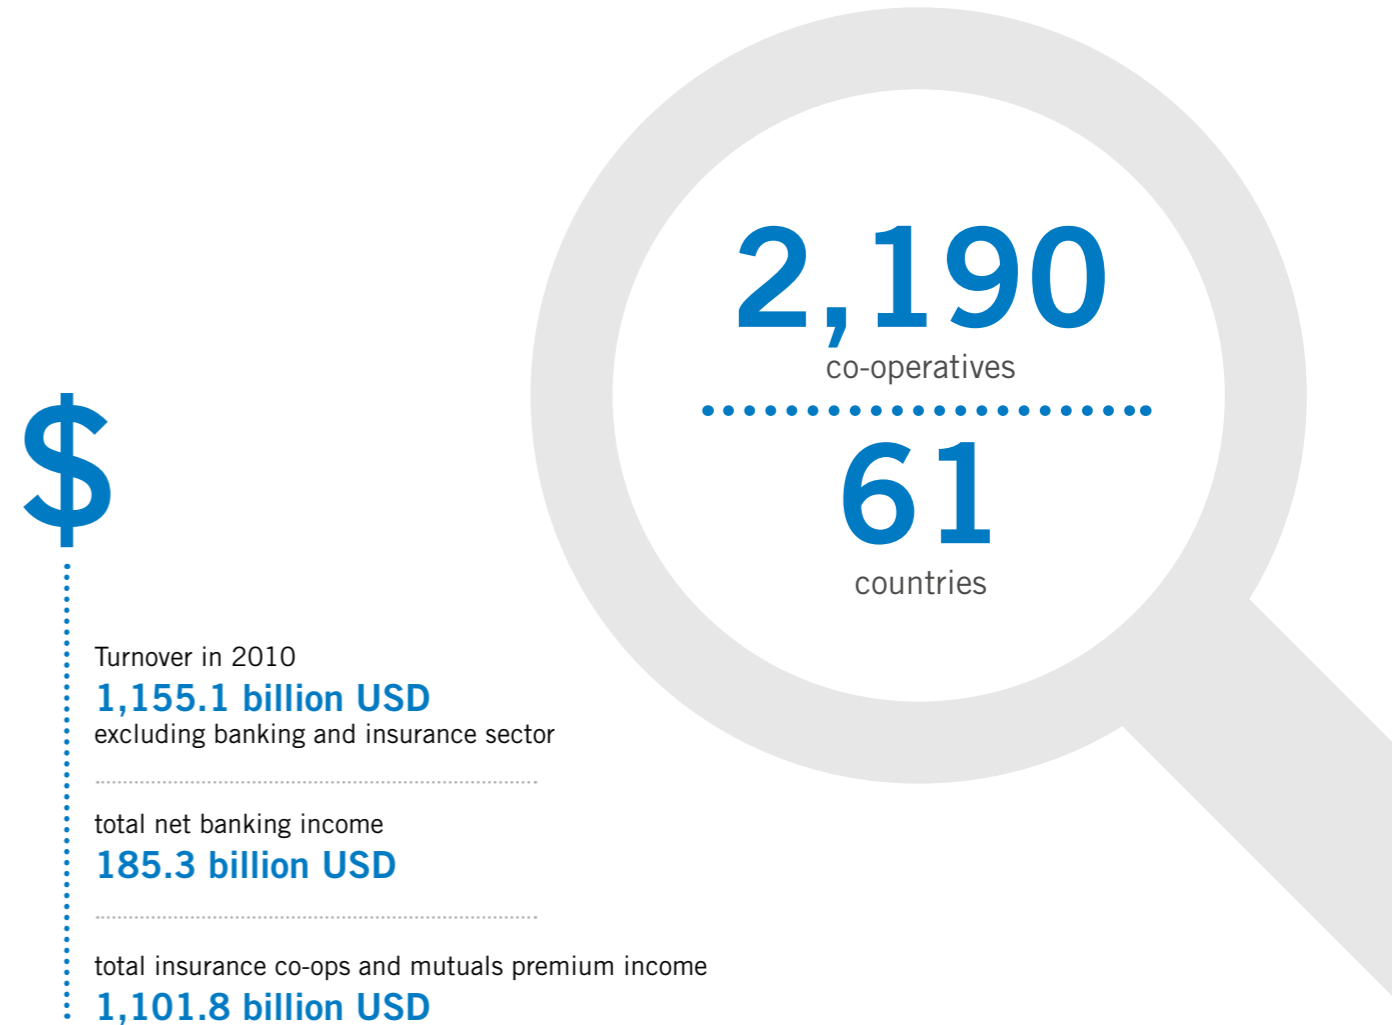 2,190
co-operatives
61
countries
$
Turnover in 2010
1,155.1 billion USD
excluding banking and insurance sector
total net banking income
185.3 billion USD
total insurance co-ops and mutuals premium income
1,101.8 billion USD